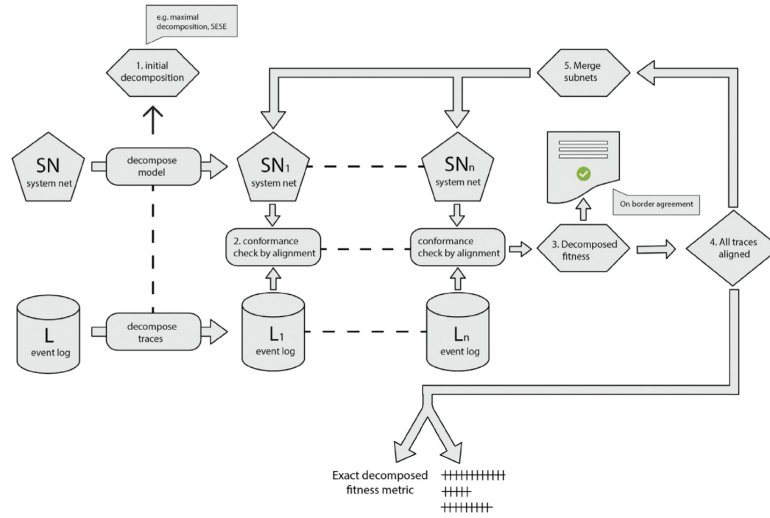 e.g. maximal
decomposition, SESE
1. initial
decomposition
5. Merge
subnets
SN
system net
decompose
model
SN1
system net
SNn
system net
On border agreement
2. conformance
check by alignment
conformance
check by alignment
3. Decomposed
fitness
4. All traces
aligned
L
event log
decompose
traces
L1
event log
Ln
event log
Exact decomposed
fitness metric